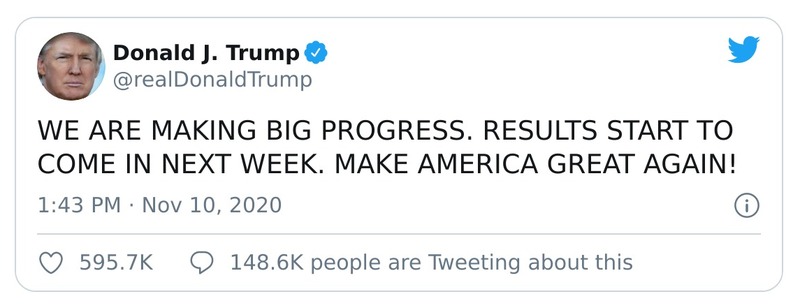 Donald J. Trump
@realDonaldTrump
WE ARE MAKING BIG PROGRESS. RESULTS START TO
COME IN NEXT WEEK. MAKE AMERICA GREAT AGAIN!
1:43 PM · Nov 10, 2020
595.7K 148.6K people are Tweeting about this